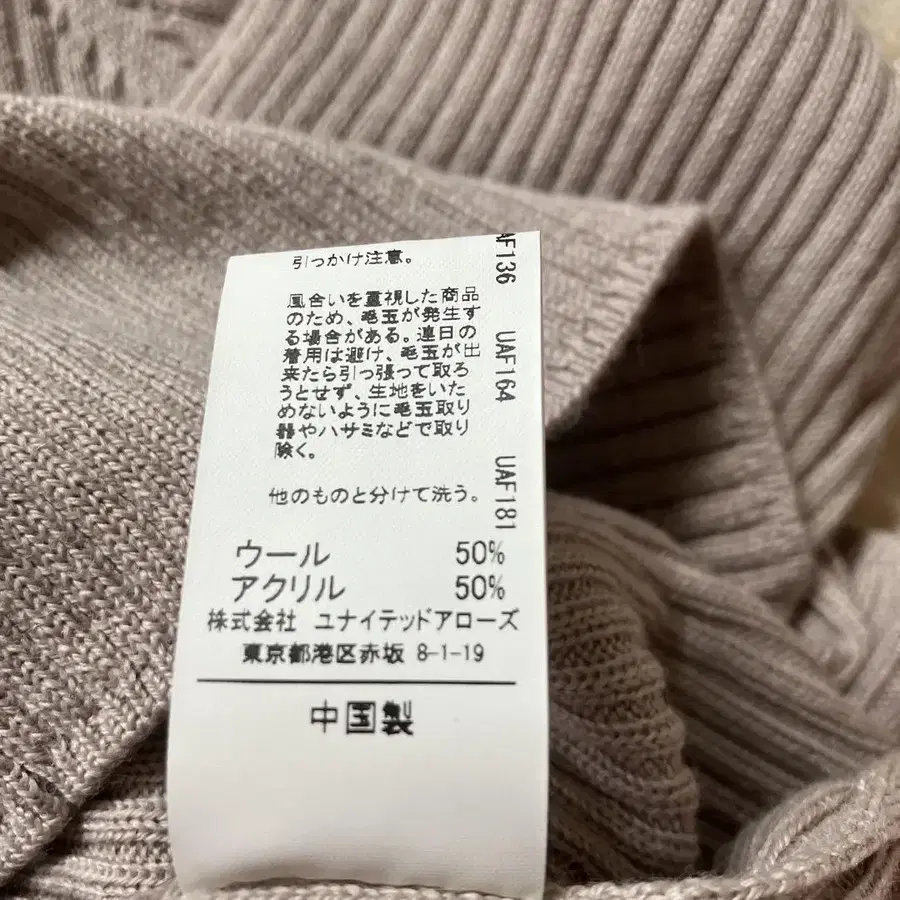 引っかけ注意。
風合いを重視した商品
のため、毛玉が発生す
る場合がある。連日の
着用は避け、毛玉が出
来たら引っ張って取ろ
うとせず、生地をいた
めないように毛玉取り
器やハサミなどで取り
除く。
他のものと分けて洗う。
ウール 50%
アクリル 50%
株式会社 ユナイテッドアローズ
東京都港区赤坂 8-1-19
中国製
AF136 UAF164 UAF181